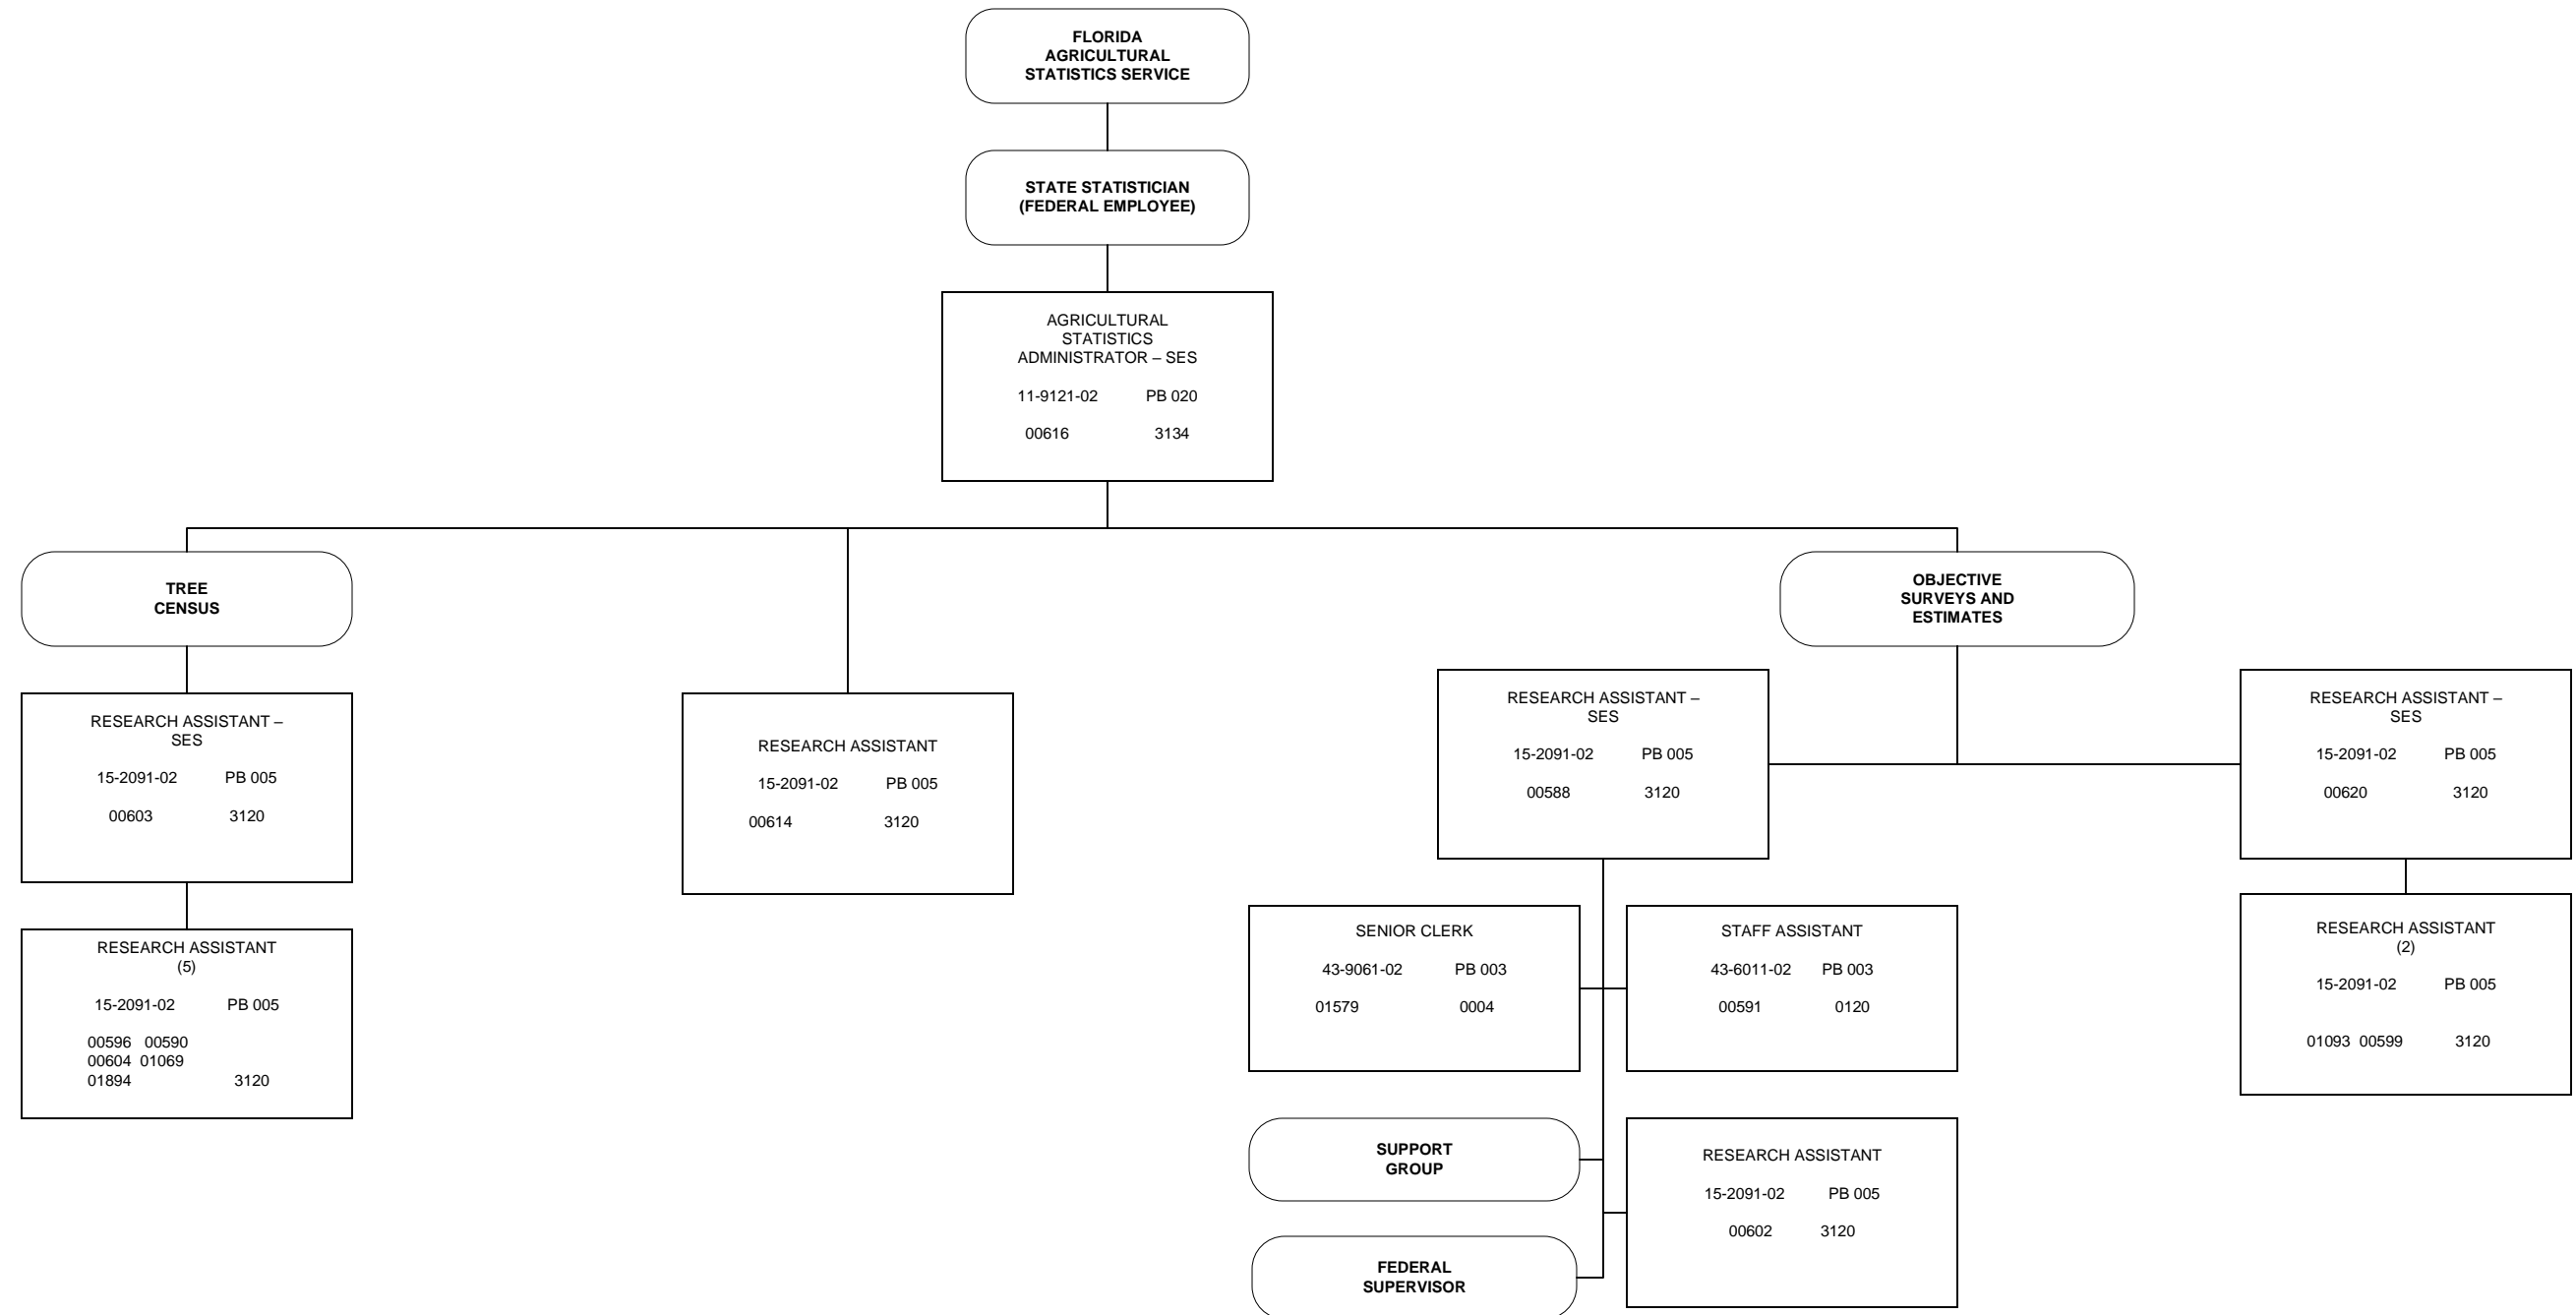 FLORIDA
AGRICULTURAL
STATISTICS SERVICE
STATE STATISTICIAN
(FEDERAL EMPLOYEE)
AGRICULTURAL
STATISTICS
ADMINISTRATOR – SES
11-9121-02 PB 020
00616 3134
TREE
CENSUS
RESEARCH ASSISTANT –
SES
15-2091-02 PB 005
00603 3120
RESEARCH ASSISTANT
(5)
15-2091-02 PB 005
00596 00590
00604 01069
01894 3120
RESEARCH ASSISTANT
15-2091-02 PB 005
00614 3120
OBJECTIVE
SURVEYS AND
ESTIMATES
RESEARCH ASSISTANT –
SES
15-2091-02 PB 005
00588 3120
SENIOR CLERK
43-9061-02 PB 003
01579 0004
STAFF ASSISTANT
43-6011-02 PB 003
00591 0120
SUPPORT
GROUP
RESEARCH ASSISTANT
15-2091-02 PB 005
00602 3120
FEDERAL
SUPERVISOR
RESEARCH ASSISTANT –
SES
15-2091-02 PB 005
00620 3120
RESEARCH ASSISTANT
(2)
15-2091-02 PB 005
01093 00599 3120